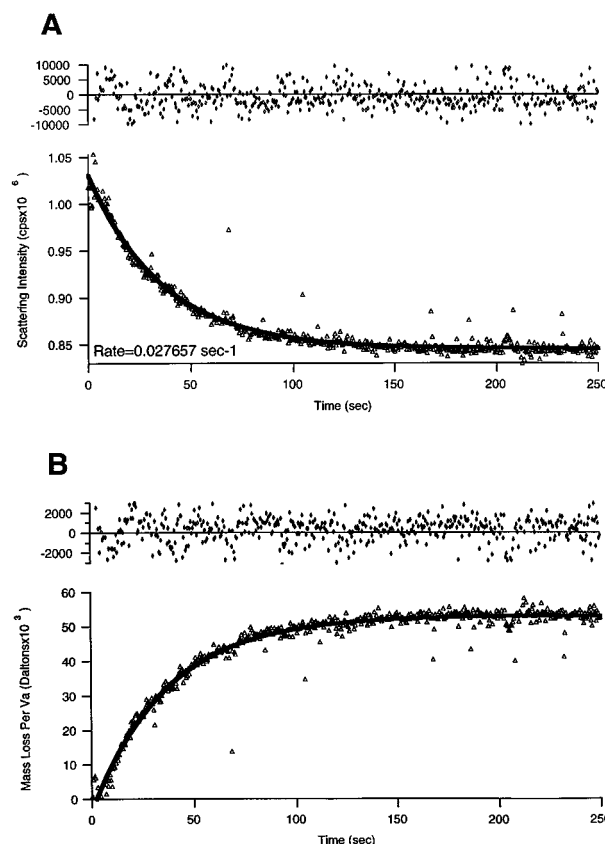 A
10000
5000
0
-5000
-10000
1.05
1.00
0.95
0.90
0.85
Scattering Intensity (cpsx10 6)
Rate=0.027657 sec-1
0 50 100 150 200 250
Time (sec)
B
2000
0
-2000
60
50
40
30
20
10
0
Mass Loss Per Va (Daltonsx10 3)
0 50 100 150 200 250
Time (sec)